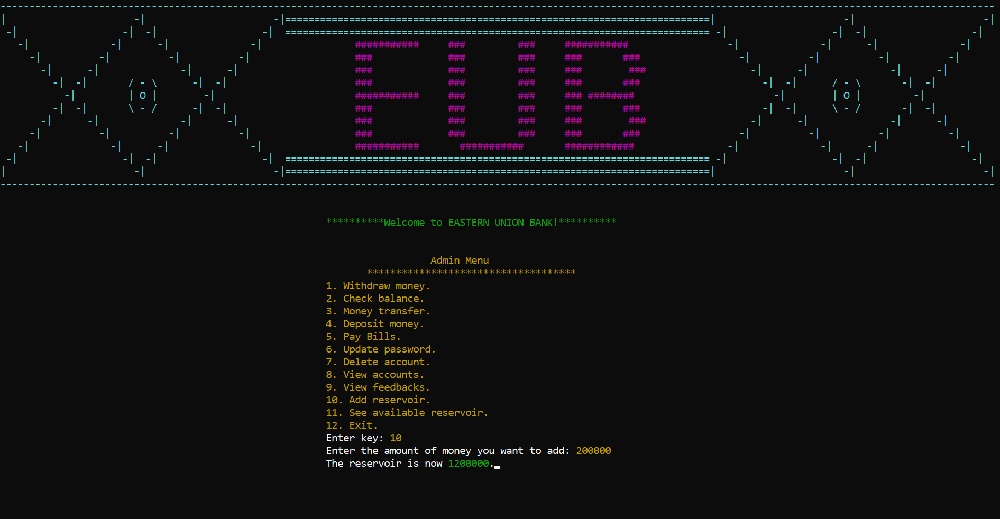 EUB
**********Welcome to EASTERN UNION BANK!**********
Admin Menu
************************************
1. Withdraw money.
2. Check balance.
3. Money transfer.
4. Deposit money.
5. Pay Bills.
6. Update password.
7. Delete account.
8. View accounts.
9. View feedbacks.
10. Add reservoir.
11. See available reservoir.
12. Exit.
Enter key: 10
Enter the amount of money you want to add: 200000
The reservoir is now 1200000.